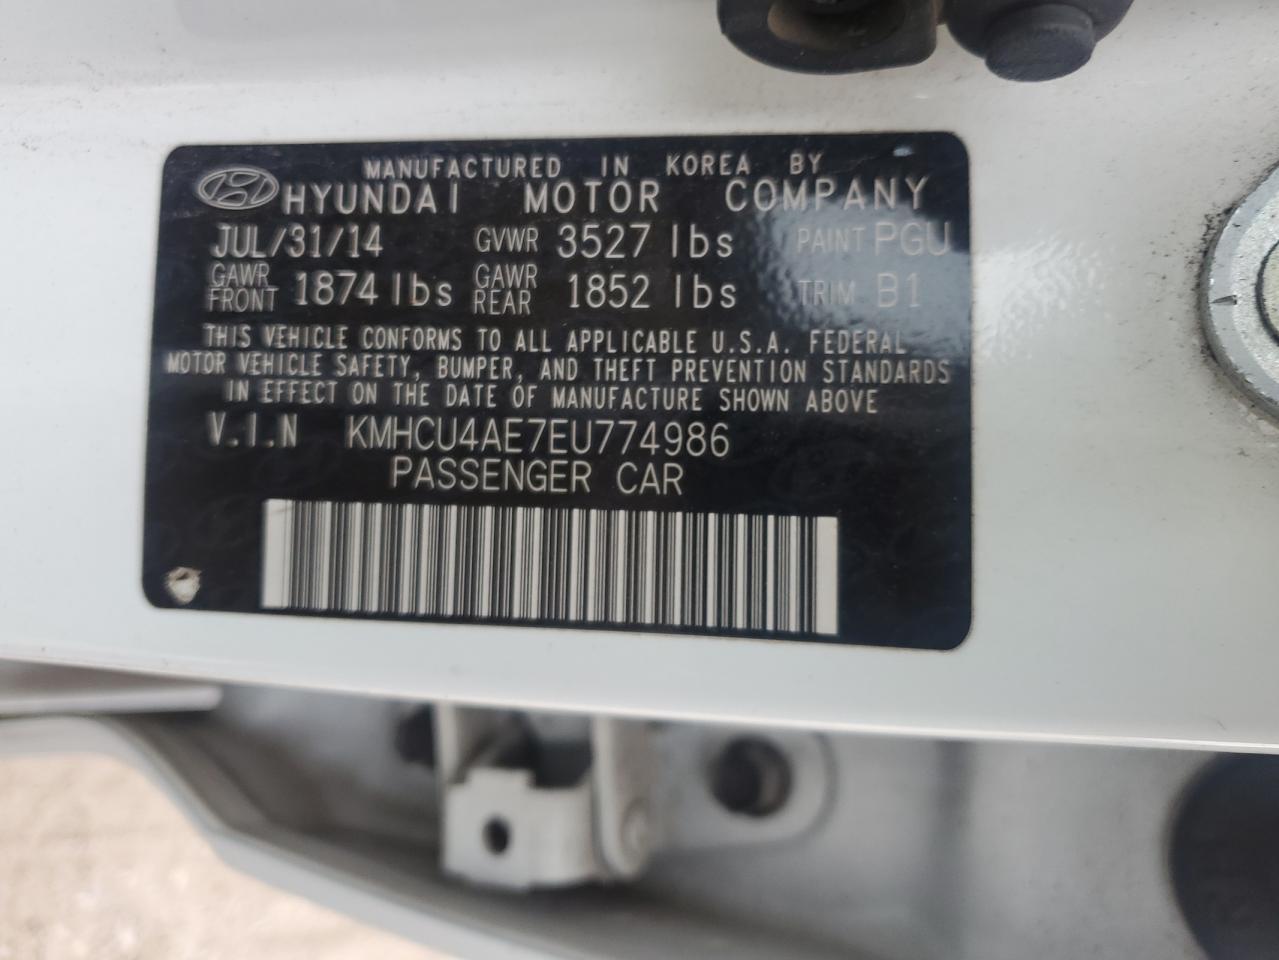 MANUFACTURED IN KOREA BY
HYUNDAI MOTOR COMPANY
JUL/31/14 GVWR 3527 lbs PAINT PGU
GAWR FRONT 1874 lbs GAWR REAR 1852 lbs TRIM B1
THIS VEHICLE CONFORMS TO ALL APPLICABLE U.S.A. FEDERAL
MOTOR VEHICLE SAFETY, BUMPER, AND THEFT PREVENTION STANDARDS
IN EFFECT ON THE DATE OF MANUFACTURE SHOWN ABOVE
V.I.N KMHCU4AE7EU774986
PASSENGER CAR